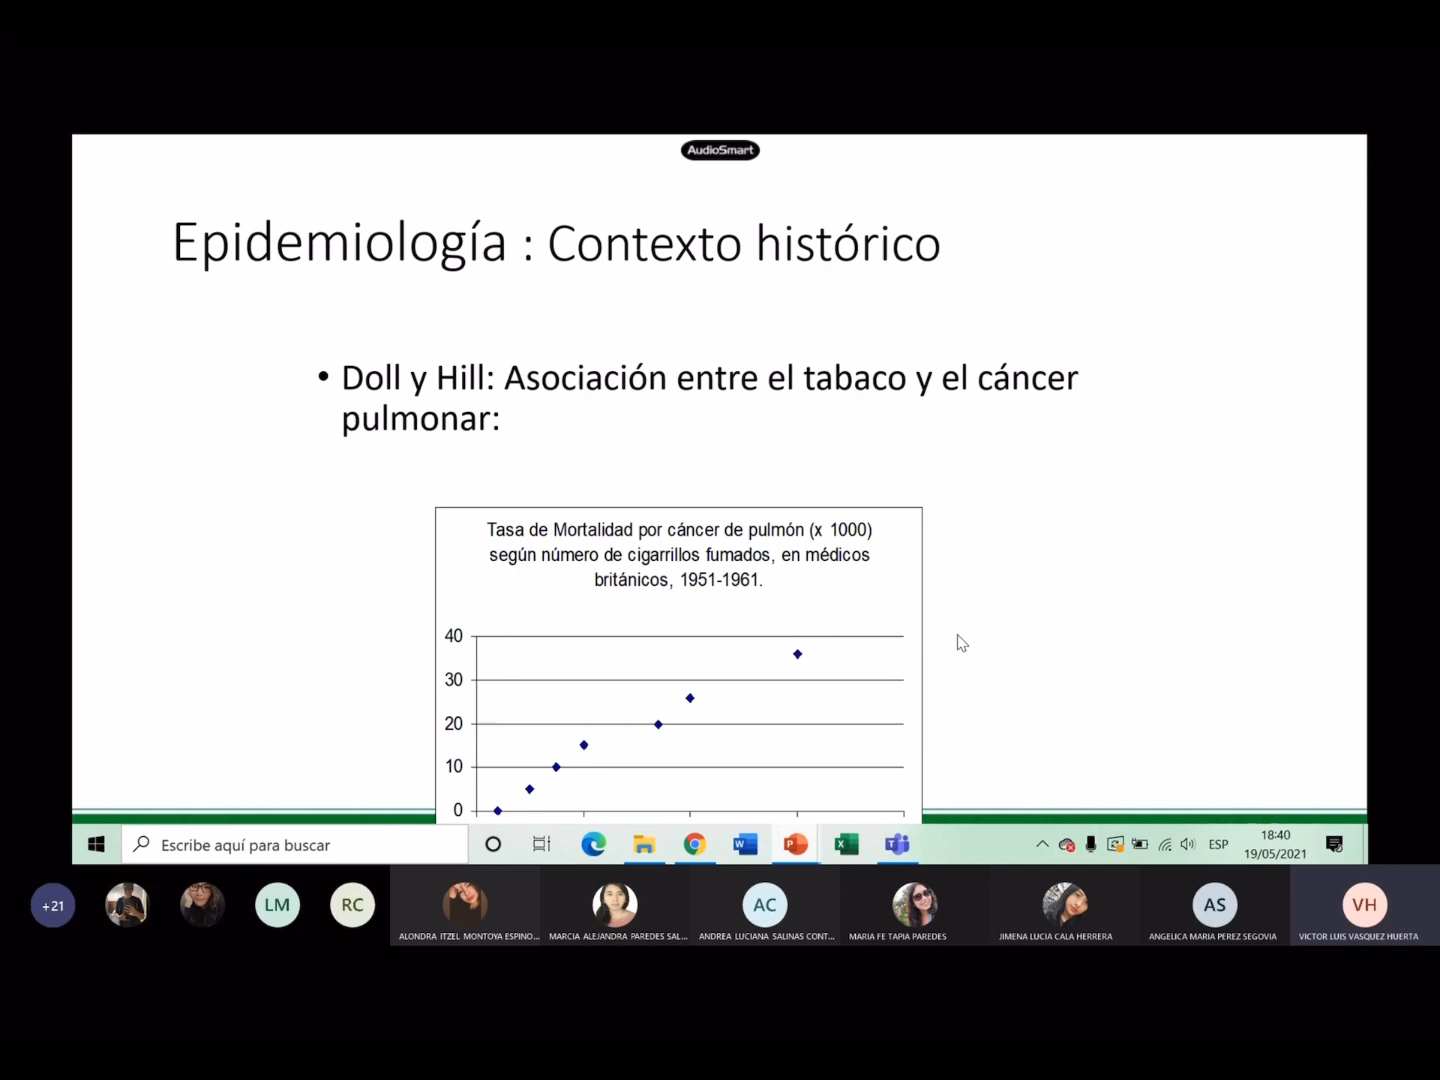 AudioSmart
Epidemiología : Contexto histórico
• Doll y Hill: Asociación entre el tabaco y el cáncer
pulmonar:
Tasa de Mortalidad por cáncer de pulmón (x 1000)
según número de cigarrillos fumados, en médicos
británicos, 1951-1961.
40
30
20
10
0
Escribe aquí para buscar
ESP
18:40
19/05/2021
+21
LM
RC
AC
AS
VH
ALONDRA ITZEL MONTOYA ESPINO...
MARCIA ALEJANDRA PAREDES SAL...
ANDREA LUCIANA SALINAS CONT...
MARIA FE TAPIA PAREDES
JIMENA LUCIA CALA HERRERA
ANGELICA MARIA PEREZ SEGOVIA
VICTOR LUIS VASQUEZ HUERTA